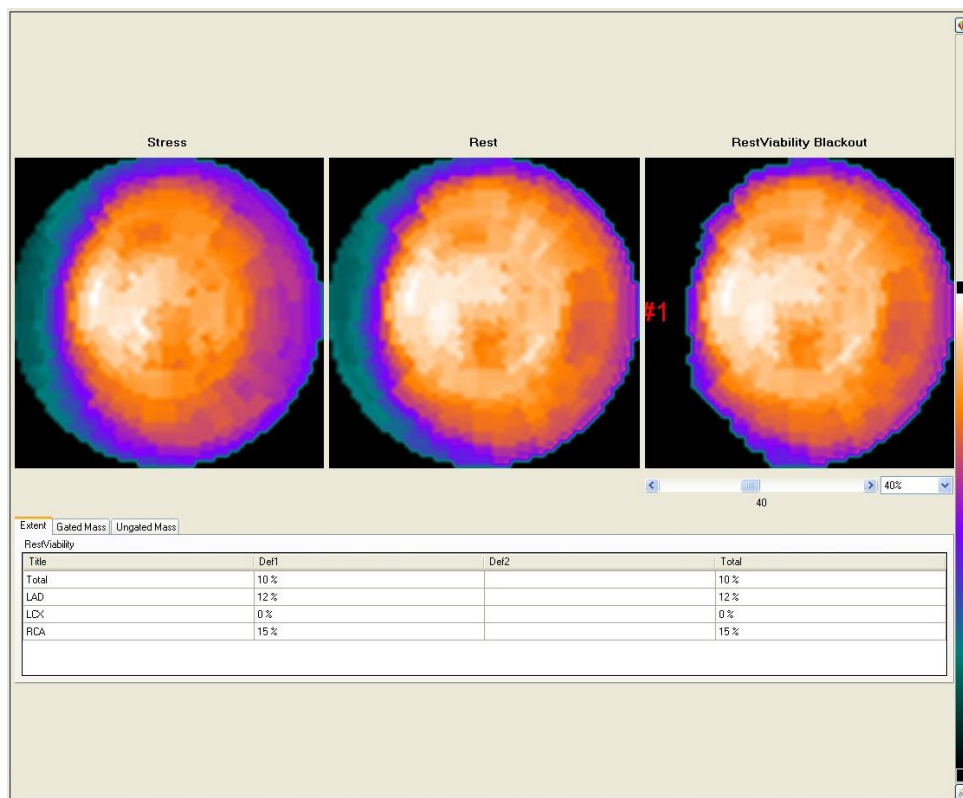 Stress Rest RestViability Blackout
#1
40%
40
Extent Gated Mass Ungated Mass
RestViability
Title Def1 Def2 Total
Total 10 % 10 %
LAD 12 % 12 %
LCX 0 % 0 %
RCA 15 % 15 %